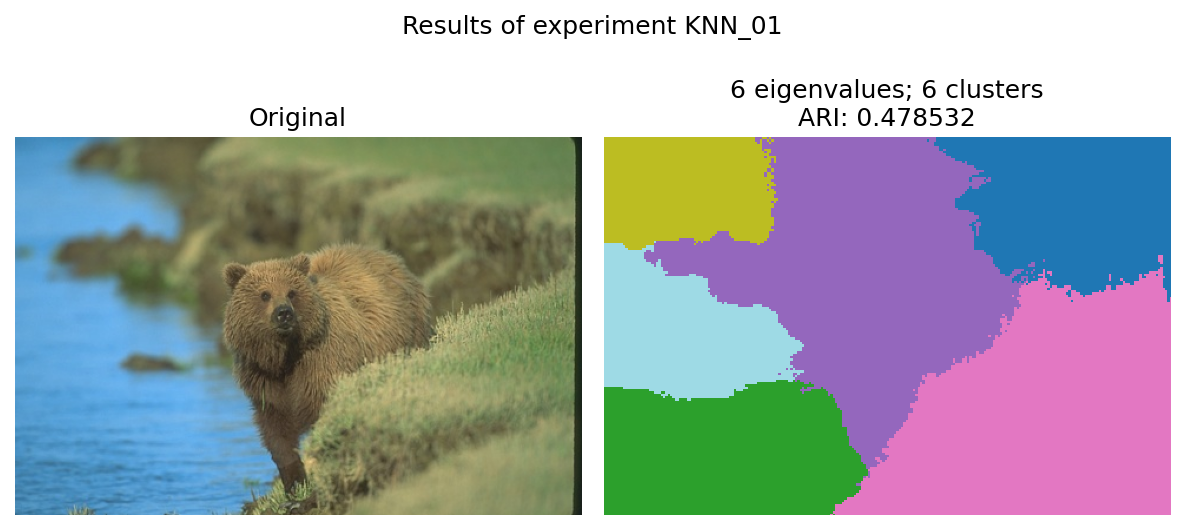 Results of experiment KNN_01
Original
6 eigenvalues; 6 clusters
ARI: 0.478532